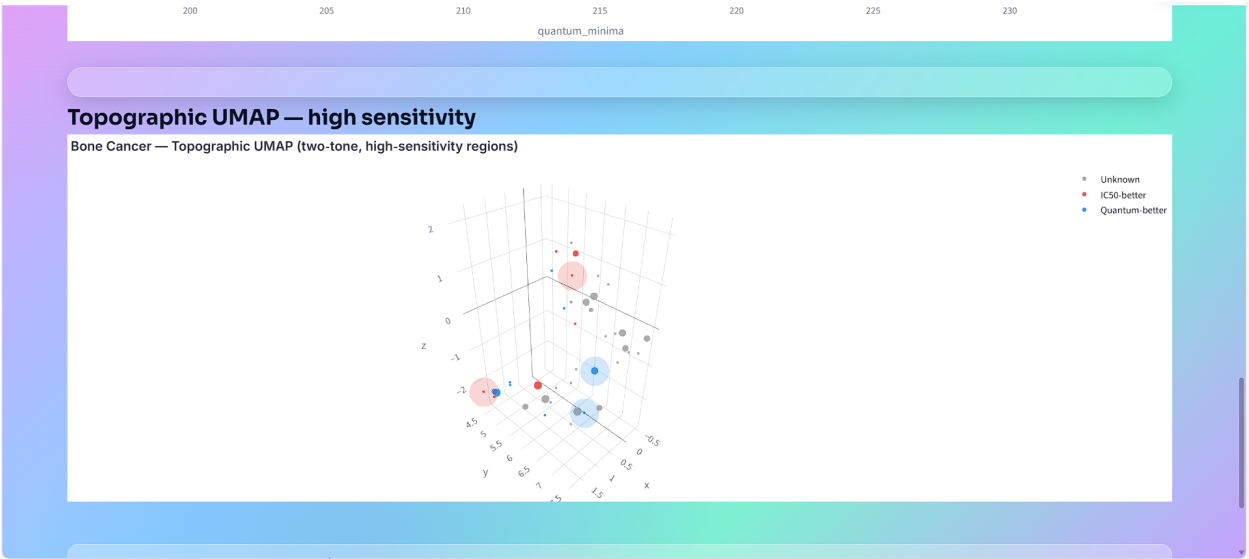 200 205 210 215 220 225 230
quantum_minima
Topographic UMAP — high sensitivity
Bone Cancer — Topographic UMAP (two-tone, high-sensitivity regions)
Unknown
IC50-better
Quantum-better
2
1
0
z
−1
−2
4.5
5
5.5
6
6.5
7
y
−0.5
0
0.5
1
1.5
x